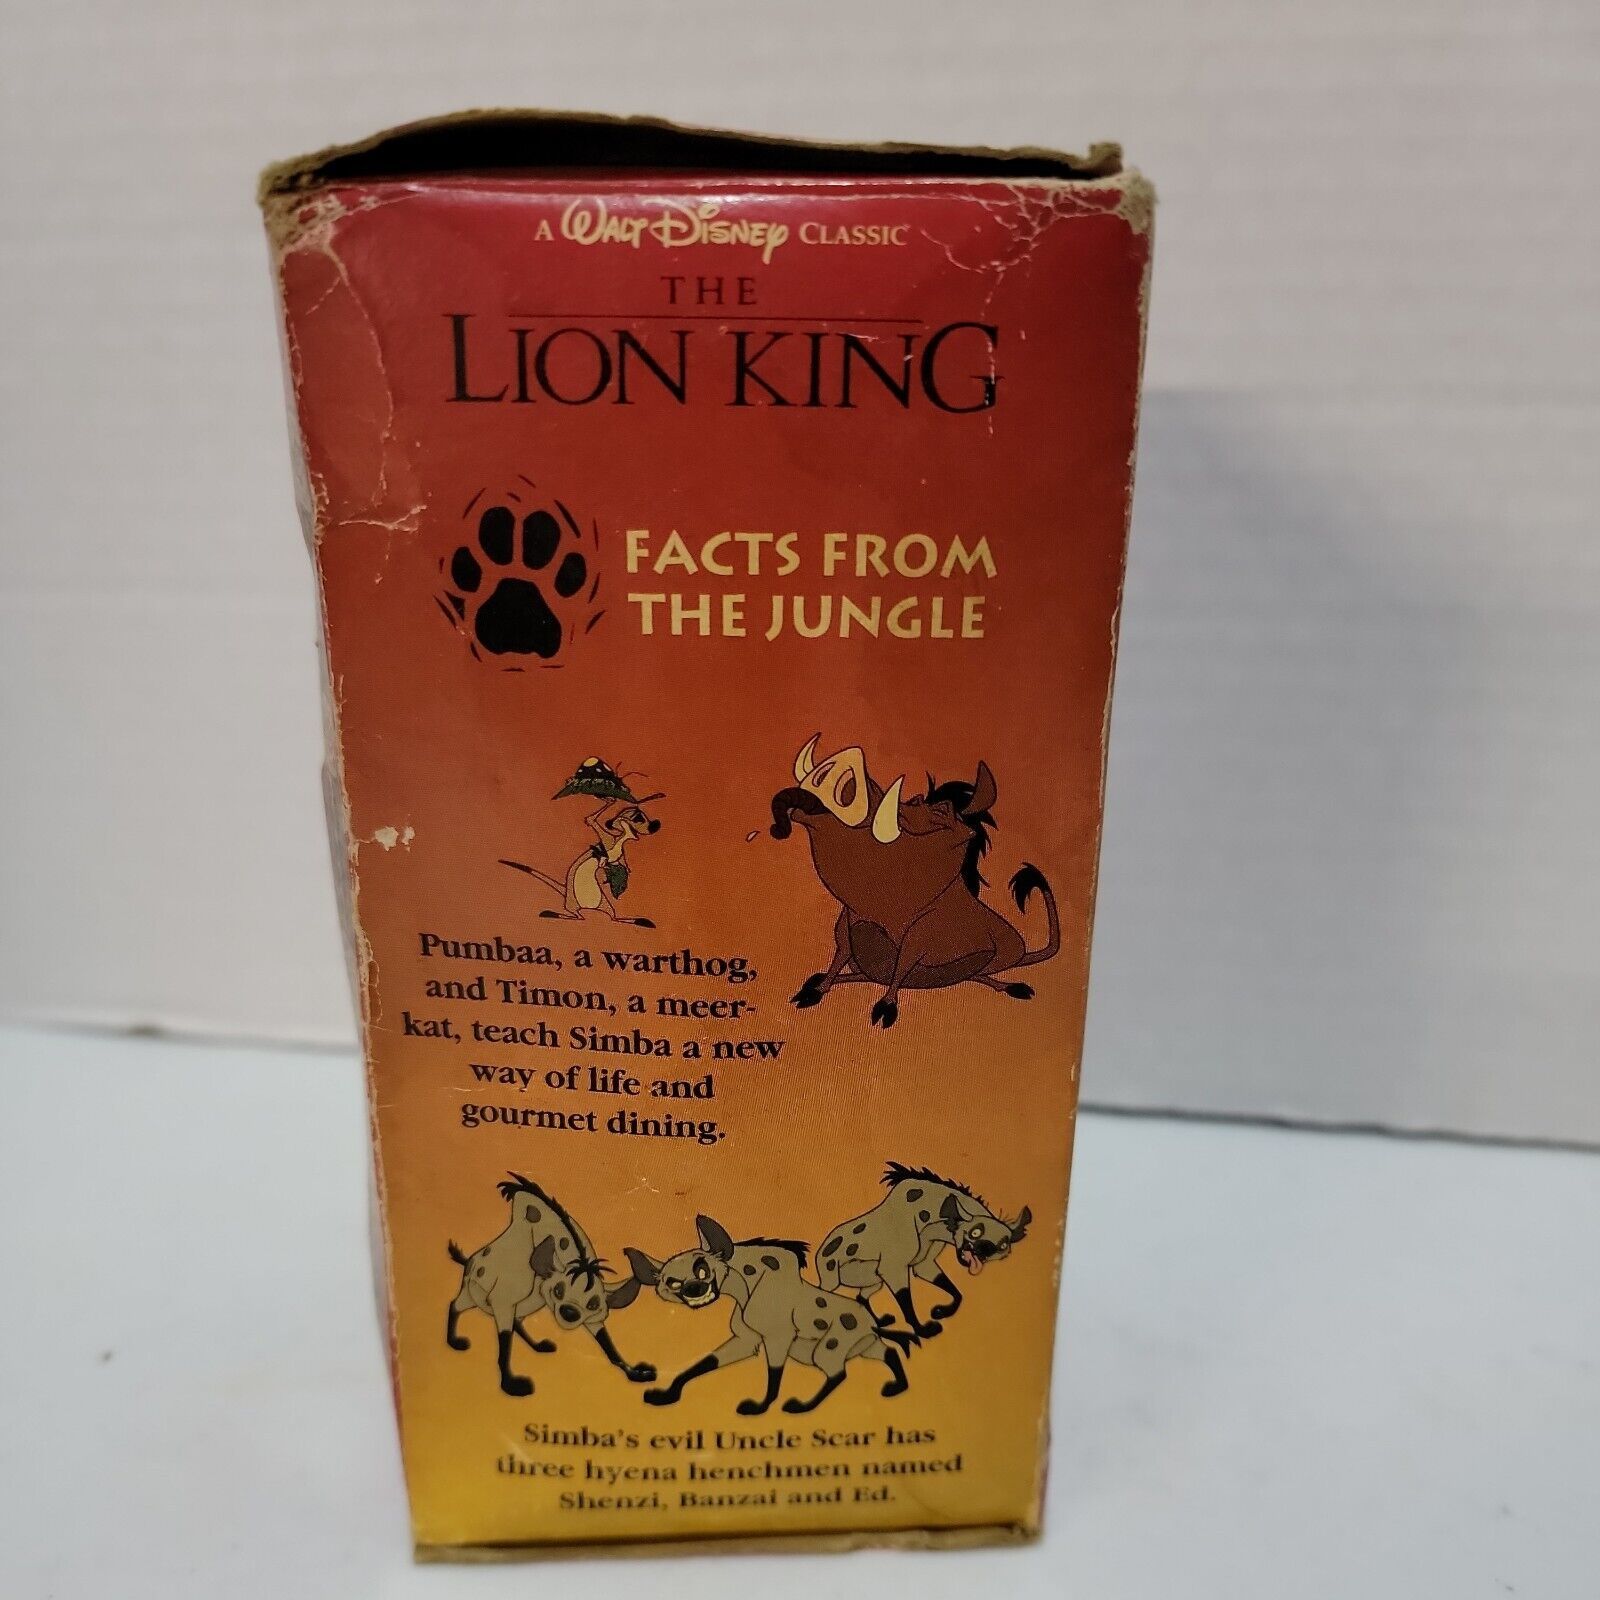 A WALT DISNEY CLASSIC
THE
LION KING
FACTS FROM
THE JUNGLE
Pumbaa, a warthog,
and Timon, a meer-
kat, teach Simba a new
way of life and
gourmet dining.
Simba's evil Uncle Scar has
three hyena henchmen named
Shenzi, Banzai and Ed.